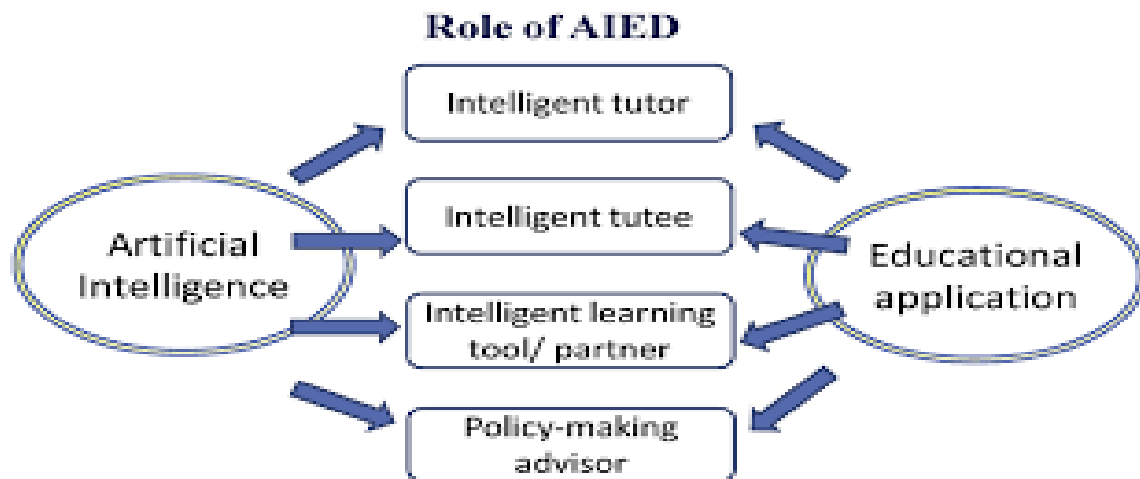 Role of AIED
Intelligent tutor
Intelligent tutee
Artificial
Intelligence
Educational
application
Intelligent learning
tool/ partner
Policy-making
advisor